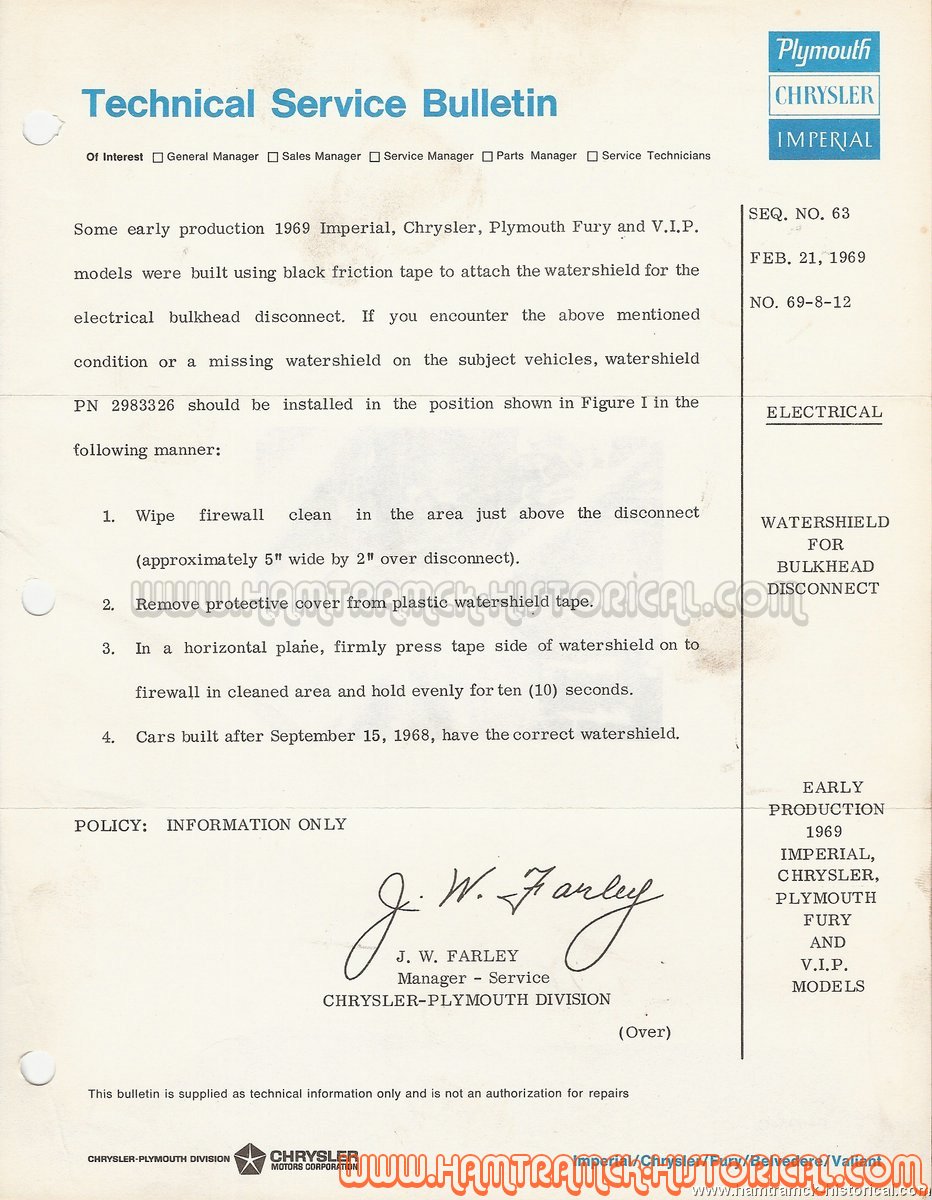 Plymouth
CHRYSLER
IMPERIAL
Technical Service Bulletin
Of Interest □ General Manager □ Sales Manager □ Service Manager □ Parts Manager □ Service Technicians
Some early production 1969 Imperial, Chrysler, Plymouth Fury and V.I.P.
models were built using black friction tape to attach the watershield for the
electrical bulkhead disconnect. If you encounter the above mentioned
condition or a missing watershield on the subject vehicles, watershield
PN 2983326 should be installed in the position shown in Figure I in the
following manner:
1. Wipe firewall clean in the area just above the disconnect
(approximately 5" wide by 2" over disconnect).
www.Hamtramck-Historical.com
2. Remove protective cover from plastic watershield tape.
3. In a horizontal plane, firmly press tape side of watershield on to
firewall in cleaned area and hold evenly for ten (10) seconds.
4. Cars built after September 15, 1968, have the correct watershield.
POLICY: INFORMATION ONLY
J. W. Farley
J. W. FARLEY
Manager - Service
CHRYSLER-PLYMOUTH DIVISION
(Over)
SEQ. NO. 63
FEB. 21, 1969
NO. 69-8-12
ELECTRICAL
WATERSHIELD
FOR
BULKHEAD
DISCONNECT
EARLY
PRODUCTION
1969
IMPERIAL,
CHRYSLER,
PLYMOUTH
FURY
AND
V.I.P.
MODELS
This bulletin is supplied as technical information only and is not an authorization for repairs
CHRYSLER-PLYMOUTH DIVISION CHRYSLER
MOTORS CORPORATION
Imperial/Chrysler/Fury/Belvedere/Valiant
www.Hamtramck-Historical.com
www.hamtramck-historical.com